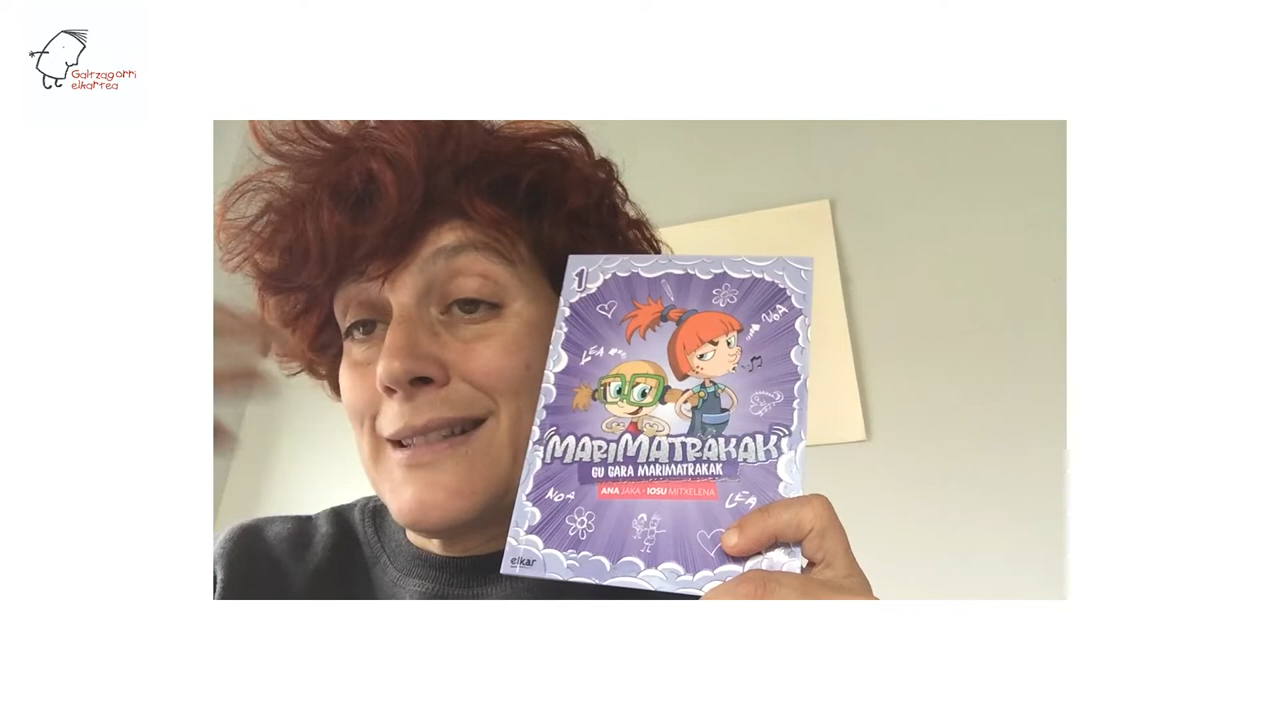 Galtzagorri
elkartea
1
NOA
LEA
MARIMATRAKAK
GU GARA MARIMATRAKAK
ANA JAKA • IOSU MITXELENA
NOA
LEA
elkar